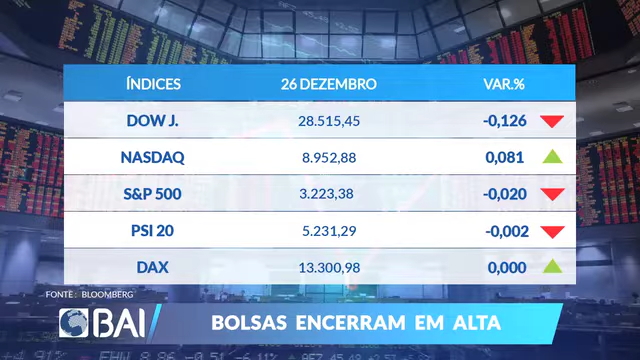 ÍNDICES 26 DEZEMBRO VAR.%
DOW J. 28.515,45 -0,126
NASDAQ 8.952,88 0,081
S&P 500 3.223,38 -0,020
PSI 20 5.231,29 -0,002
DAX 13.300,98 0,000
FONTE: BLOOMBERG
BAI BOLSAS ENCERRAM EM ALTA